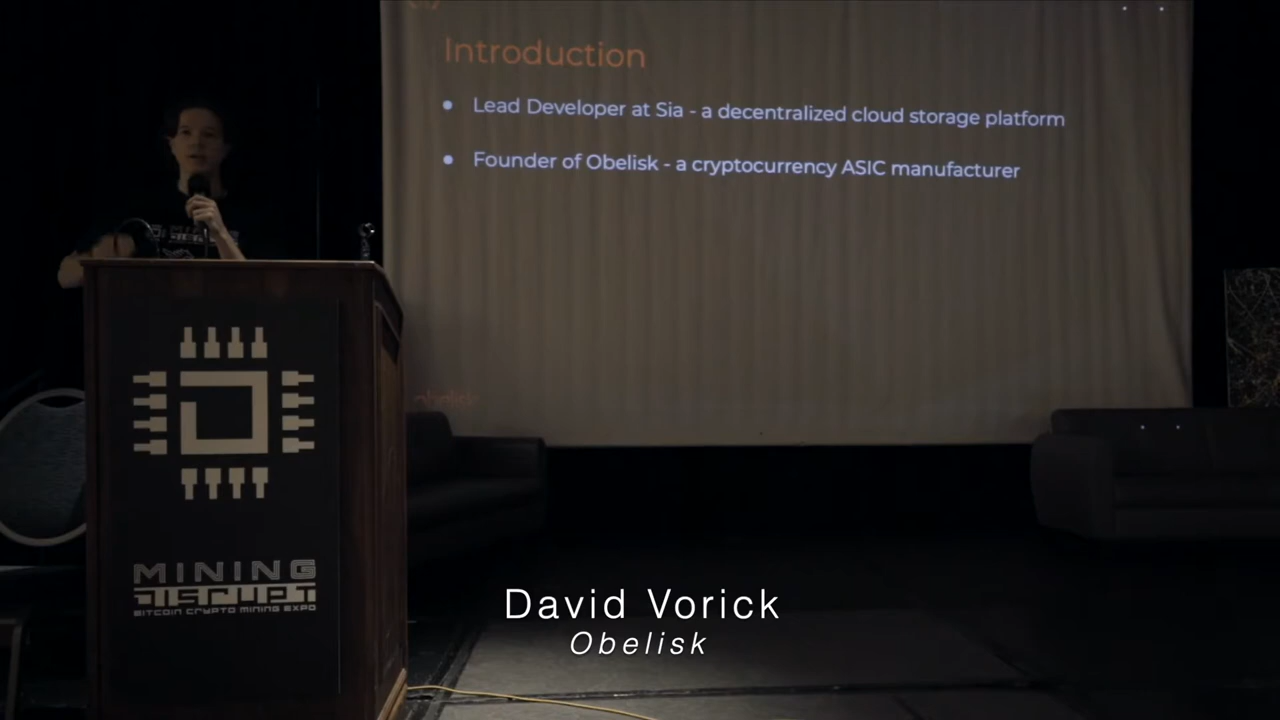 Introduction
Lead Developer at Sia - a decentralized cloud storage platform
Founder of Obelisk - a cryptocurrency ASIC manufacturer
obelisk
MINING
DISRUPT
BITCOIN CRYPTO MINING EXPO
David Vorick
Obelisk